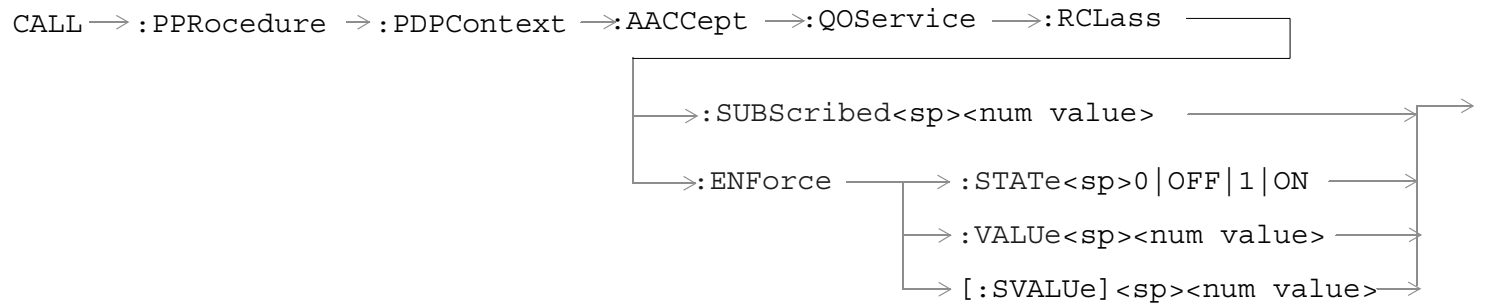 CALL :PPRocedure :PDPContext :AACCept :QOService :RCLass
:SUBScribed<sp><num value>
:ENForce :STATe<sp>0|OFF|1|ON
:VALUe<sp><num value>
[:SVALUe]<sp><num value>